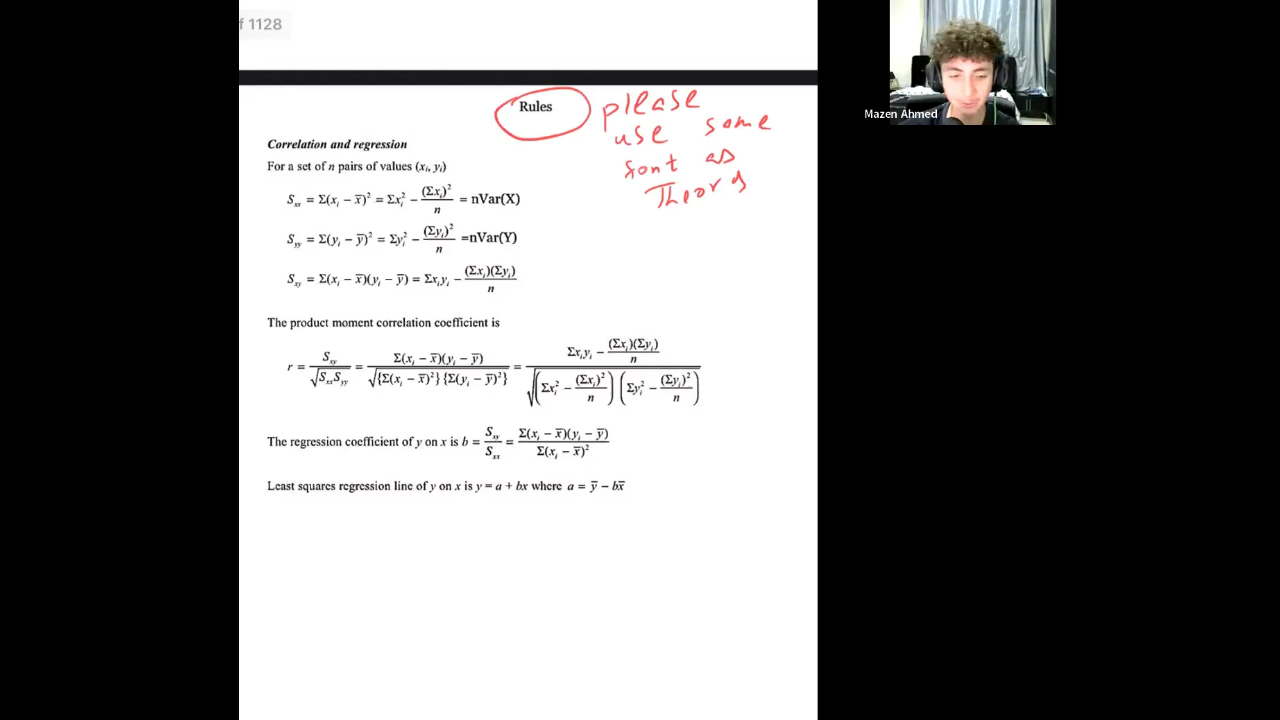 f 1128
Rules
please
use same
font as
Theory
Correlation and regression
For a set of n pairs of values (xᵢ, yᵢ)
Sₓₓ = Σ(xᵢ − x̅)² = Σxᵢ² − (Σxᵢ)²/n = nVar(X)
Sᵧᵧ = Σ(yᵢ − y̅)² = Σyᵢ² − (Σyᵢ)²/n =nVar(Y)
Sₓᵧ = Σ(xᵢ − x̅)(yᵢ − y̅) = Σxᵢyᵢ − (Σxᵢ)(Σyᵢ)/n
The product moment correlation coefficient is
r = Sₓᵧ/√SₓₓSᵧᵧ = Σ(xᵢ − x̅)(yᵢ − y̅)/√{Σ(xᵢ − x̅)²}{Σ(yᵢ − y̅)²} = (Σxᵢyᵢ − (Σxᵢ)(Σyᵢ)/n)/√(Σxᵢ² − (Σxᵢ)²/n)(Σyᵢ² − (Σyᵢ)²/n)
The regression coefficient of y on x is b = Sₓᵧ/Sₓₓ = Σ(xᵢ − x̅)(yᵢ − y̅)/Σ(xᵢ − x̅)²
Least squares regression line of y on x is y = a + bx where a = y̅ − bx̅
Mazen Ahmed